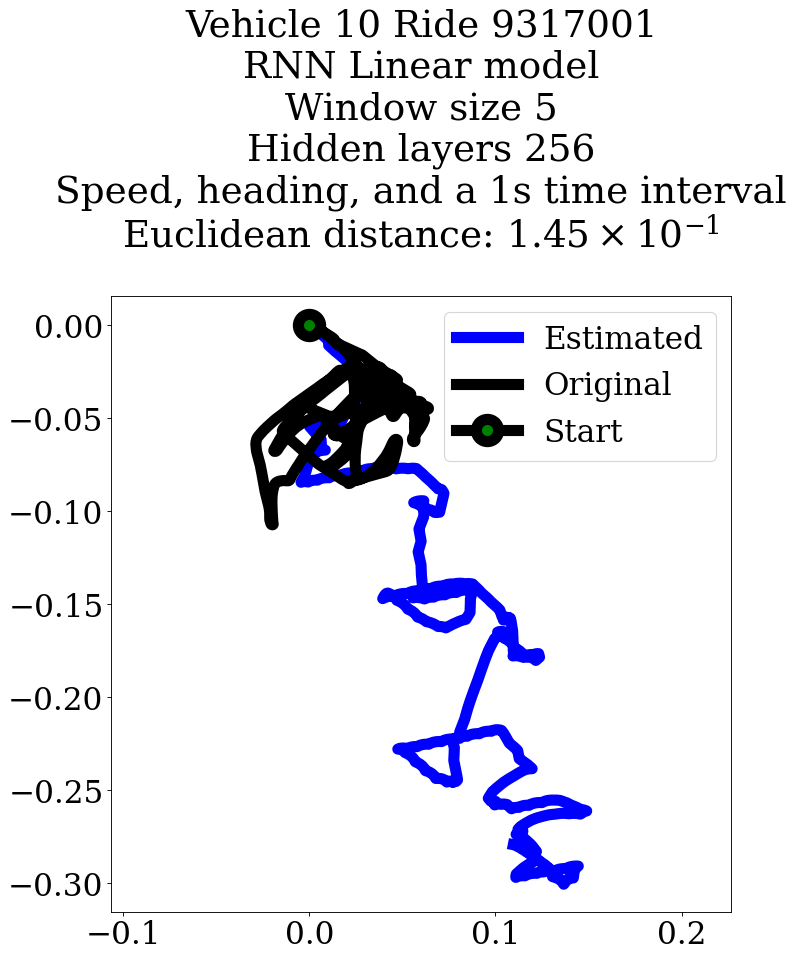 Vehicle 10 Ride 9317001
RNN Linear model
Window size 5
Hidden layers 256
Speed, heading, and a 1s time interval
Euclidean distance: 1.45 × 10⁻¹
Estimated
Original
Start
0.00
−0.05
−0.10
−0.15
−0.20
−0.25
−0.30
−0.1 0.0 0.1 0.2